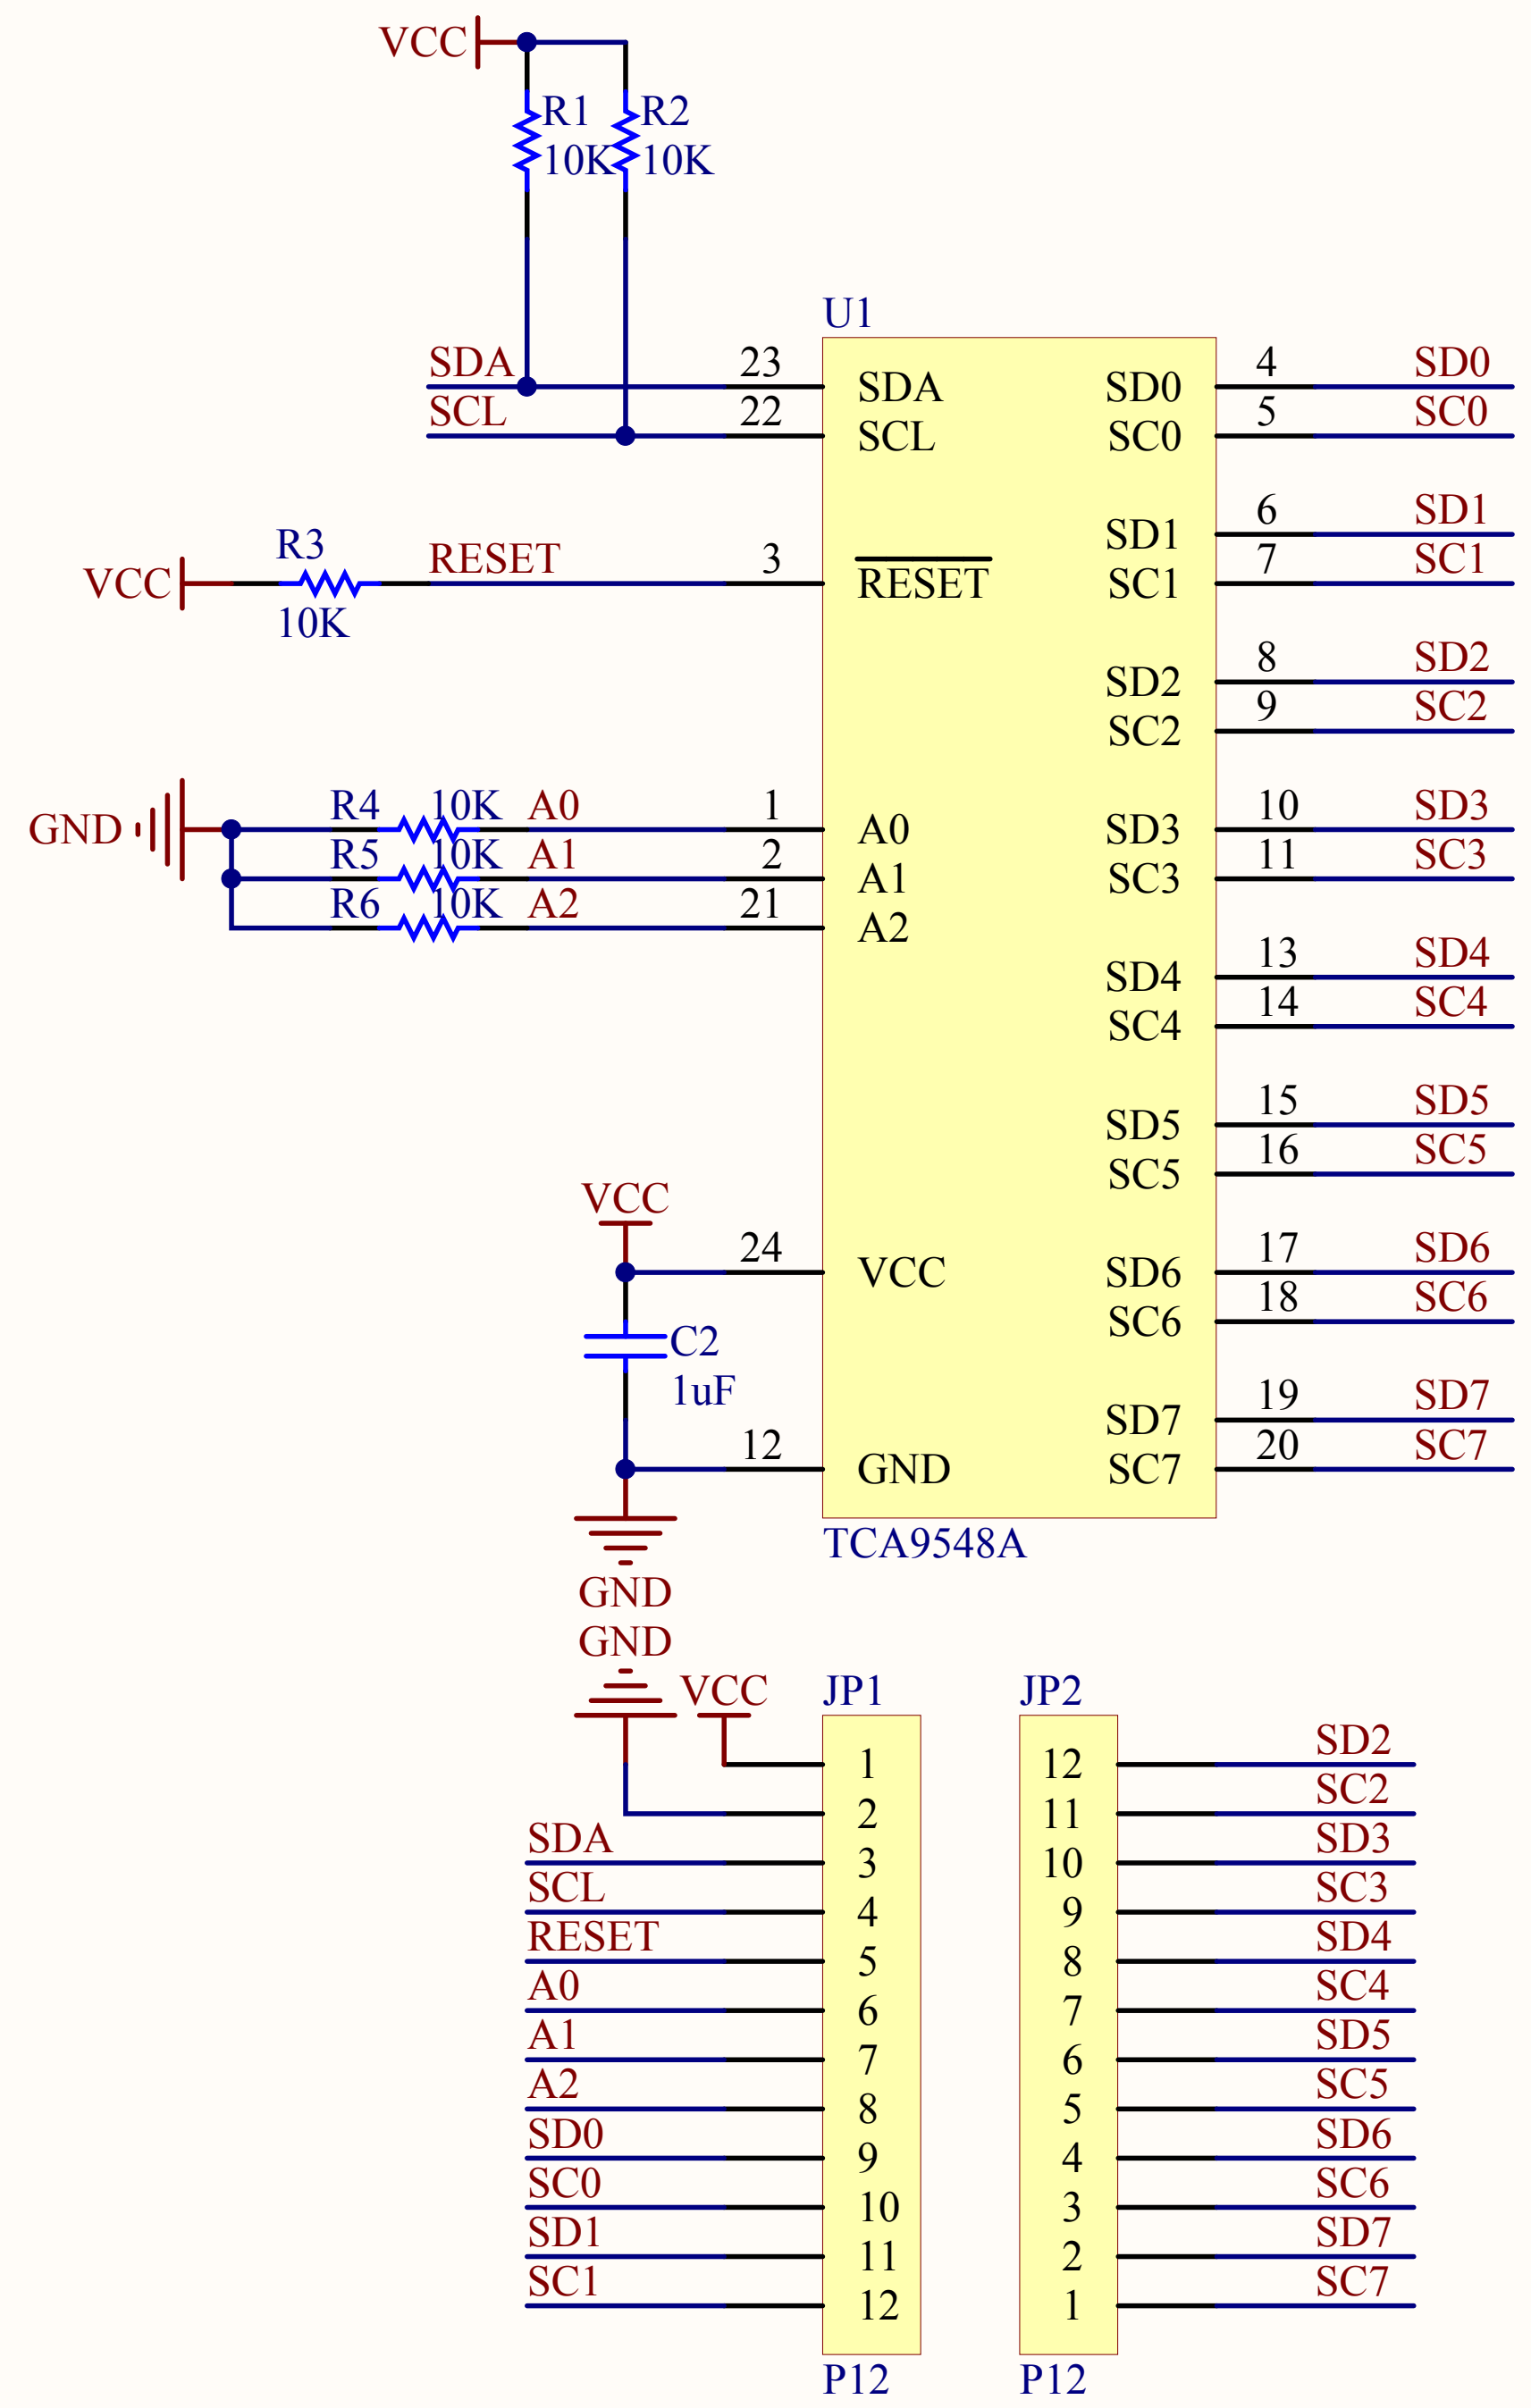 VCC
R1
10K
R2
10K
U1
SDA
23
SDA
SD0
4
SD0
SCL
22
SCL
SC0
5
SC0
SD1
6
SD1
R3
10K
VCC
RESET
3
RESET
SC1
7
SC1
SD2
8
SD2
SC2
9
SC2
GND
R4
10K
A0
1
A0
SD3
10
SD3
R5
10K
A1
2
A1
SC3
11
SC3
R6
10K
A2
21
A2
SD4
13
SD4
SC4
14
SC4
SD5
15
SD5
SC5
16
SC5
VCC
24
VCC
SD6
17
SD6
SC6
18
SC6
C2
1uF
SD7
19
SD7
12
GND
SC7
20
SC7
TCA9548A
GND
GND
VCC
JP1
1
2
SDA
3
SCL
4
RESET
5
A0
6
A1
7
A2
8
SD0
9
SC0
10
SD1
11
SC1
12
P12
JP2
12
SD2
11
SC2
10
SD3
9
SC3
8
SD4
7
SC4
6
SD5
5
SC5
4
SD6
3
SC6
2
SD7
1
SC7
P12